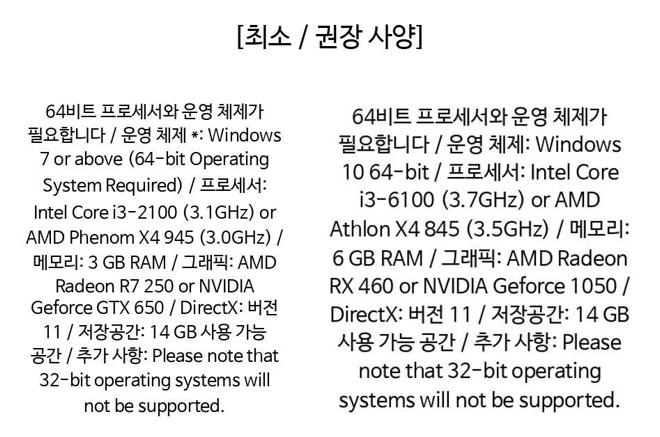 [최소 / 권장 사양]
64비트 프로세서와 운영 체제가
필요합니다 / 운영 체제 *: Windows
7 or above (64-bit Operating
System Required) / 프로세서:
Intel Core i3-2100 (3.1GHz) or
AMD Phenom X4 945 (3.0GHz) /
메모리: 3 GB RAM / 그래픽: AMD
Radeon R7 250 or NVIDIA
Geforce GTX 650 / DirectX: 버전
11 / 저장공간: 14 GB 사용 가능
공간 / 추가 사항: Please note that
32-bit operating systems will
not be supported.
64비트 프로세서와 운영 체제가
필요합니다 / 운영 체제: Windows
10 64-bit / 프로세서: Intel Core
i3-6100 (3.7GHz) or AMD
Athlon X4 845 (3.5GHz) / 메모리:
6 GB RAM / 그래픽: AMD Radeon
RX 460 or NVIDIA Geforce 1050 /
DirectX: 버전 11 / 저장공간: 14 GB
사용 가능 공간 / 추가 사항: Please
note that 32-bit operating
systems will not be supported.